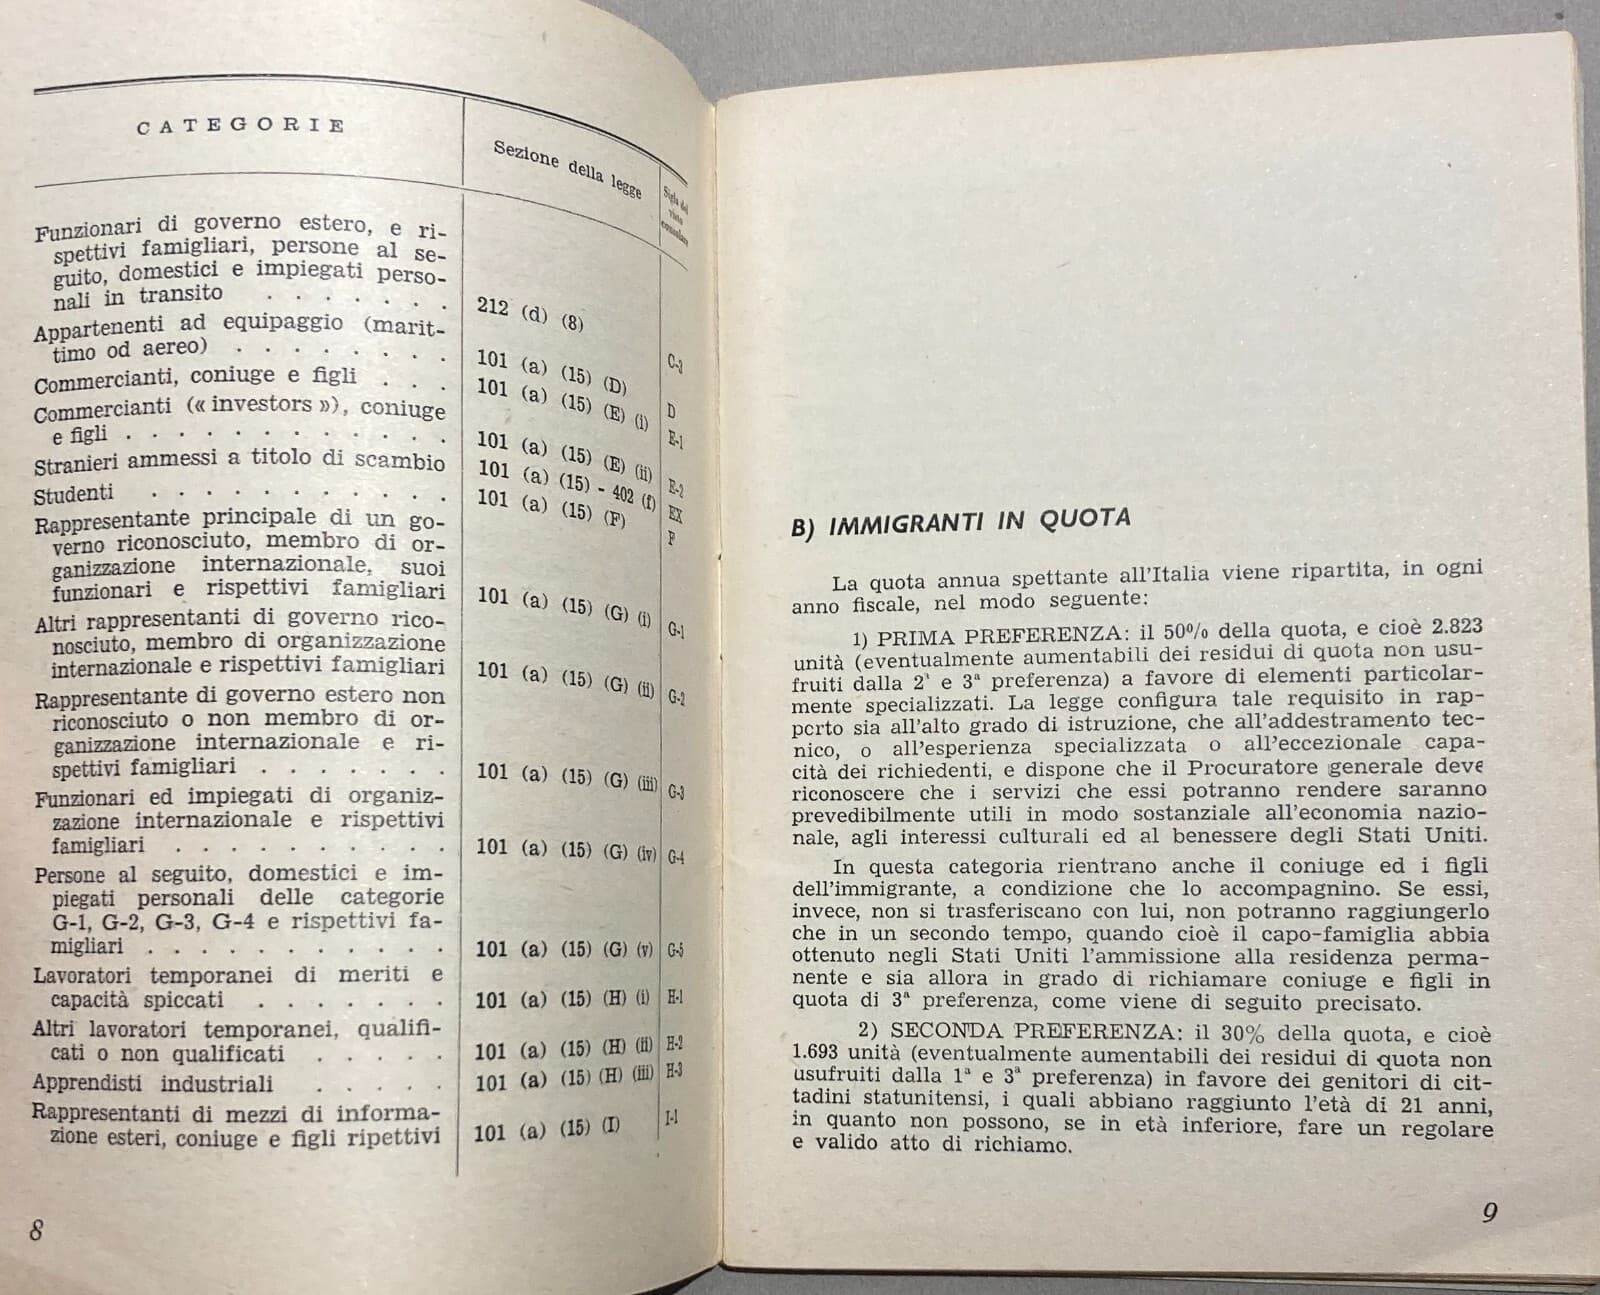 CATEGORIE
Sezione della legge
Sigla del
visto
consolare
Funzionari di governo estero, e ri-
spettivi famigliari, persone al se-
guito, domestici e impiegati perso-
nali in transito . . . . . . . 212 (d) (8) C-3
Appartenenti ad equipaggio (marit-
timo od aereo) . . . . . . . . 101 (a) (15) (D) D
Commercianti, coniuge e figli . . . 101 (a) (15) (E) (i) E-1
Commercianti (« investors »), coniuge
e figli . . . . . . . . . . . . 101 (a) (15) (E) (ii) E-2
Stranieri ammessi a titolo di scambio 101 (a) (15) - 402 (f) EX
Studenti . . . . . . . . . . . 101 (a) (15) (F) F
Rappresentante principale di un go-
verno riconosciuto, membro di or-
ganizzazione internazionale, suoi
funzionari e rispettivi famigliari 101 (a) (15) (G) (i) G-1
Altri rappresentanti di governo rico-
nosciuto, membro di organizzazione
internazionale e rispettivi famigliari 101 (a) (15) (G) (ii) G-2
Rappresentante di governo estero non
riconosciuto o non membro di or-
ganizzazione internazionale e ri-
spettivi famigliari . . . . . . . 101 (a) (15) (G) (iii) G-3
Funzionari ed impiegati di organiz-
zazione internazionale e rispettivi
famigliari . . . . . . . . . . 101 (a) (15) (G) (iv) G-4
Persone al seguito, domestici e im-
piegati personali delle categorie
G-1, G-2, G-3, G-4 e rispettivi fa-
migliari . . . . . . . . . . . 101 (a) (15) (G) (v) G-5
Lavoratori temporanei di meriti e
capacità spiccati . . . . . . . 101 (a) (15) (H) (i) H-1
Altri lavoratori temporanei, qualifi-
cati o non qualificati . . . . . 101 (a) (15) (H) (ii) H-2
Apprendisti industriali . . . . . 101 (a) (15) (H) (iii) H-3
Rappresentanti di mezzi di informa-
zione esteri, coniuge e figli ripettivi 101 (a) (15) (I) I-1
8
B) IMMIGRANTI IN QUOTA
La quota annua spettante all'Italia viene ripartita, in ogni
anno fiscale, nel modo seguente:
1) PRIMA PREFERENZA: il 50% della quota, e cioè 2.823
unità (eventualmente aumentabili dei residui di quota non usu-
fruiti dalla 2ª e 3ª preferenza) a favore di elementi particolar-
mente specializzati. La legge configura tale requisito in rap-
porto sia all'alto grado di istruzione, che all'addestramento tec-
nico, o all'esperienza specializzata o all'eccezionale capa-
cità dei richiedenti, e dispone che il Procuratore generale deve
riconoscere che i servizi che essi potranno rendere saranno
prevedibilmente utili in modo sostanziale all'economia nazio-
nale, agli interessi culturali ed al benessere degli Stati Uniti.
In questa categoria rientrano anche il coniuge ed i figli
dell'immigrante, a condizione che lo accompagnino. Se essi,
invece, non si trasferiscano con lui, non potranno raggiungerlo
che in un secondo tempo, quando cioè il capo-famiglia abbia
ottenuto negli Stati Uniti l'ammissione alla residenza perma-
nente e sia allora in grado di richiamare coniuge e figli in
quota di 3ª preferenza, come viene di seguito precisato.
2) SECONDA PREFERENZA: il 30% della quota, e cioè
1.693 unità (eventualmente aumentabili dei residui di quota non
usufruiti dalla 1ª e 3ª preferenza) in favore dei genitori di cit-
tadini statunitensi, i quali abbiano raggiunto l'età di 21 anni,
in quanto non possono, se in età inferiore, fare un regolare
e valido atto di richiamo.
9